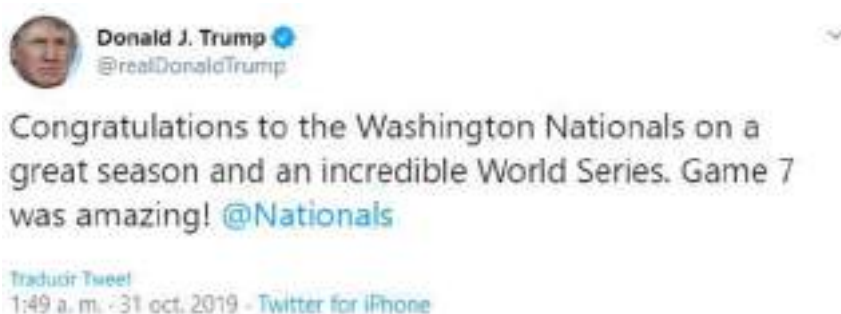 Donald J. Trump
@realDonaldTrump
Congratulations to the Washington Nationals on a
great season and an incredible World Series. Game 7
was amazing! @Nationals
Traducir Tweet
1:49 a. m. - 31 oct. 2019 - Twitter for iPhone